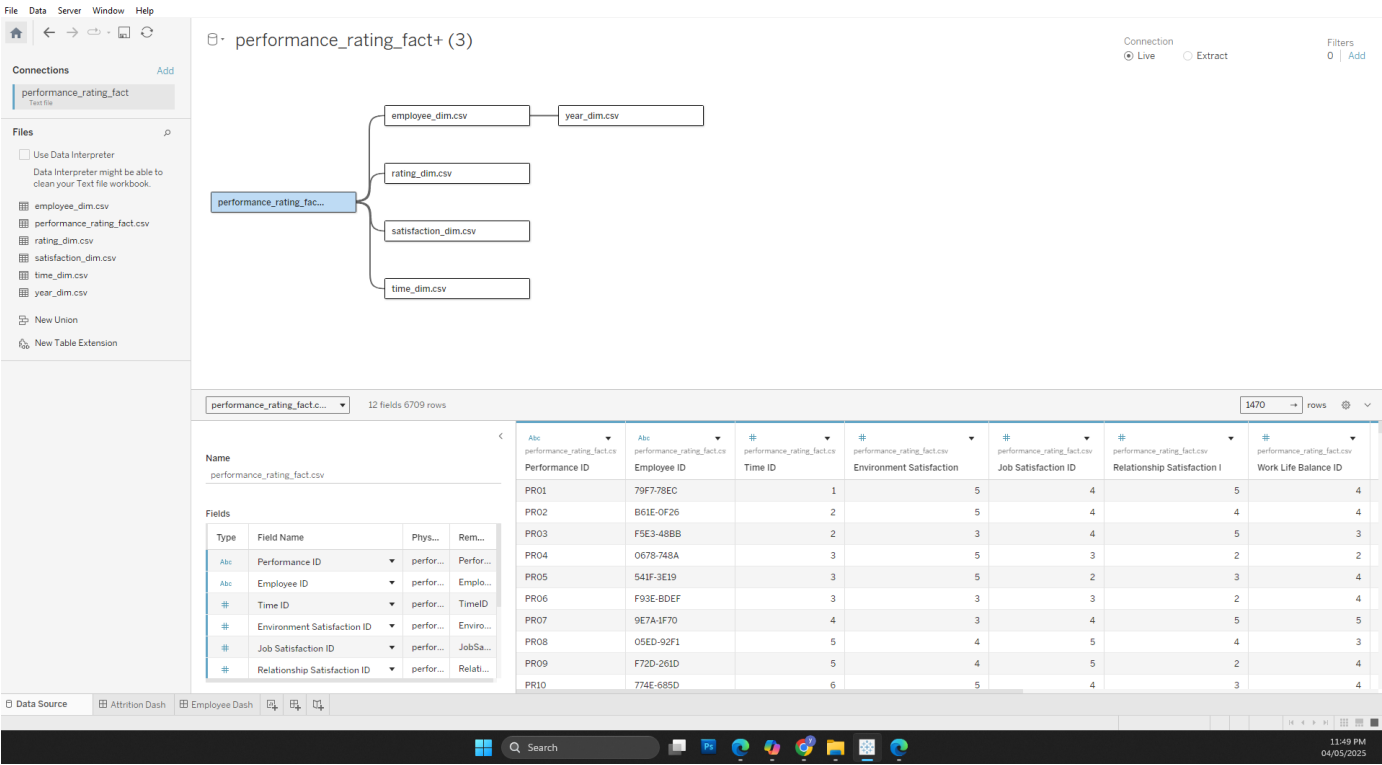 File Data Server Window Help
performance_rating_fact+ (3)
Connection
Live Extract
Filters
0 Add
Connections Add
performance_rating_fact
Text file
Files
Use Data Interpreter
Data Interpreter might be able to
clean your Text file workbook.
employee_dim.csv
performance_rating_fact.csv
rating_dim.csv
satisfaction_dim.csv
time_dim.csv
year_dim.csv
New Union
New Table Extension
employee_dim.csv year_dim.csv
rating_dim.csv
performance_rating_fac...
satisfaction_dim.csv
time_dim.csv
performance_rating_fact.c... 12 fields 6709 rows 1470 → rows
Name
performance_rating_fact.csv
Fields
Type Field Name Phys... Rem...
Abc Performance ID perfor... Perfor...
Abc Employee ID perfor... Emplo...
# Time ID perfor... TimeID
# Environment Satisfaction ID perfor... Enviro...
# Job Satisfaction ID perfor... JobSa...
# Relationship Satisfaction ID perfor... Relati...
Abc Abc # # # # #
performance_rating_fact.cs performance_rating_fact.cs performance_rating_fact.cs performance_rating_fact.csv performance_rating_fact.csv performance_rating_fact.csv performance_rating_fact.csv
Performance ID Employee ID Time ID Environment Satisfaction Job Satisfaction ID Relationship Satisfaction I Work Life Balance ID
PR01 79F7-78EC 1 5 4 5 4
PR02 B61E-0F26 2 5 4 4 4
PR03 F5E3-48BB 2 3 4 5 3
PR04 0678-748A 3 5 3 2 2
PR05 541F-3E19 3 5 2 3 4
PR06 F93E-BDEF 3 3 3 2 4
PR07 9E7A-1F70 4 3 4 5 5
PR08 05ED-92F1 5 4 5 4 3
PR09 F72D-261D 5 4 5 2 4
PR10 774E-685D 6 5 4 3 4
Data Source Attrition Dash Employee Dash
Search
Ps
11:49 PM
04/05/2025